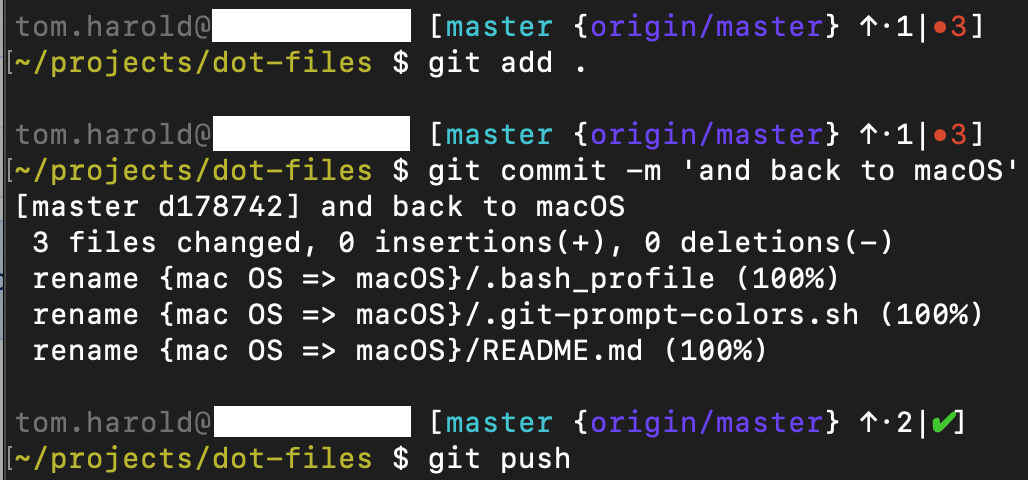 tom.harold@ [master {origin/master} ↑·1|●3]
[~/projects/dot-files $ git add .
tom.harold@ [master {origin/master} ↑·1|●3]
[~/projects/dot-files $ git commit -m 'and back to macOS'
[master d178742] and back to macOS
3 files changed, 0 insertions(+), 0 deletions(-)
rename {mac OS => macOS}/.bash_profile (100%)
rename {mac OS => macOS}/.git-prompt-colors.sh (100%)
rename {mac OS => macOS}/README.md (100%)
tom.harold@ [master {origin/master} ↑·2|✔]
[~/projects/dot-files $ git push